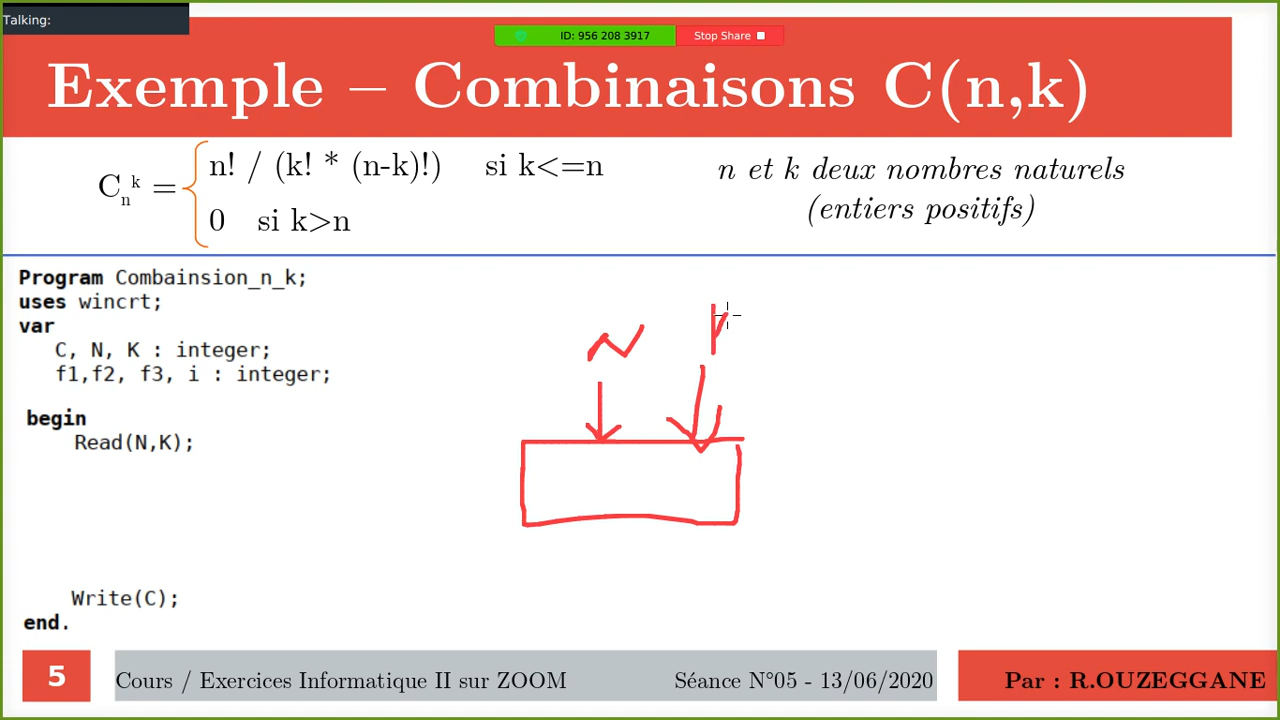 Talking:
ID: 956 208 3917
Stop Share
Exemple – Combinaisons C(n,k)
n! / (k! * (n-k)!) si k<=n
C_n^k =
0 si k>n
n et k deux nombres naturels
(entiers positifs)
Program Combainsion_n_k;
uses wincrt;
var
C, N, K : integer;
f1,f2, f3, i : integer;
begin
Read(N,K);
N
Write(C);
end.
5
Cours / Exercices Informatique II sur ZOOM
Séance N°05 - 13/06/2020
Par : R.OUZEGGANE